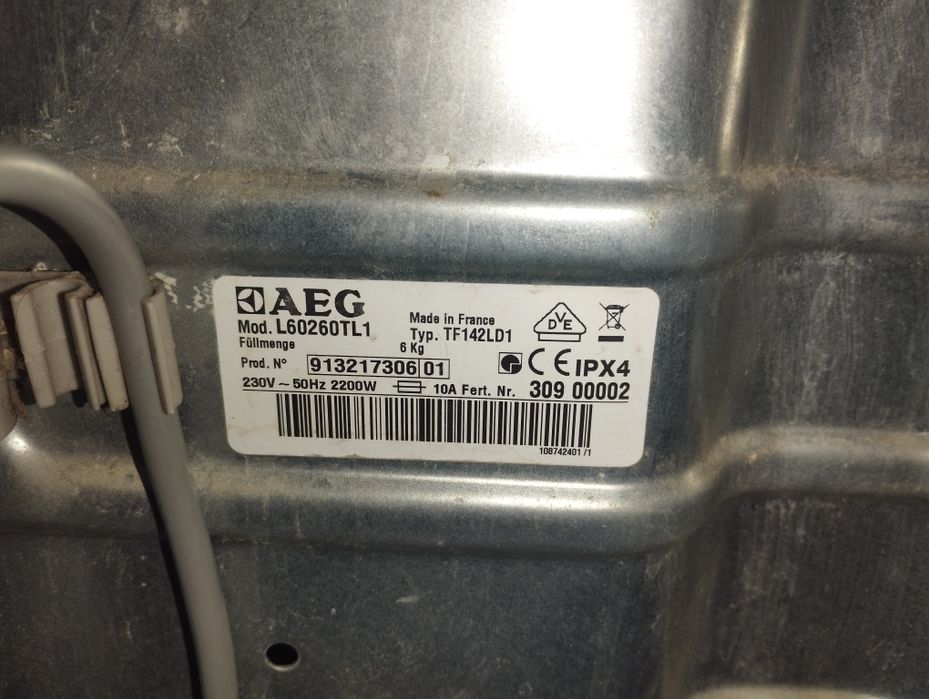 AEG
Mod. L60260TL1
Made in France
Typ. TF142LD1
Füllmenge
6 Kg
DVE
Prod. N° 913217306 01
CE IPX4
230V ~ 50Hz 2200W 10A Fert. Nr. 309 00002
108742401 /1